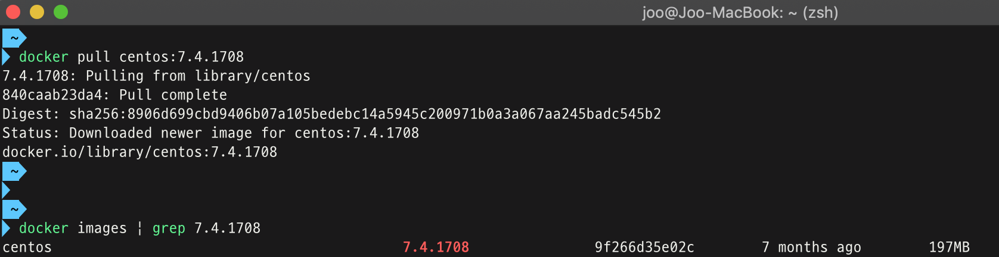 joo@Joo-MacBook: ~ (zsh)
~
docker pull centos:7.4.1708
7.4.1708: Pulling from library/centos
840caab23da4: Pull complete
Digest: sha256:8906d699cbd9406b07a105bedebc14a5945c200971b0a3a067aa245badc545b2
Status: Downloaded newer image for centos:7.4.1708
docker.io/library/centos:7.4.1708
~
~
docker images ¦ grep 7.4.1708
centos 7.4.1708 9f266d35e02c 7 months ago 197MB